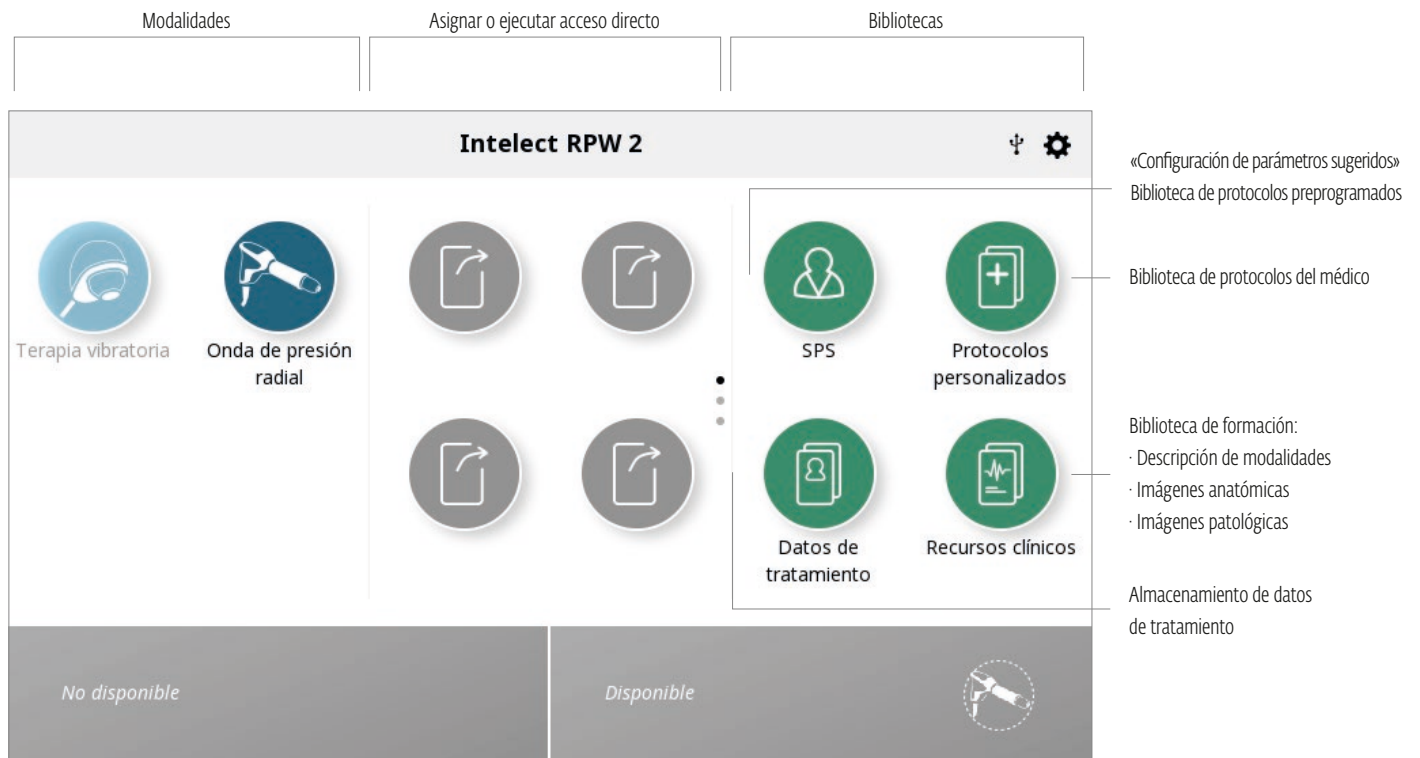 Modalidades
Asignar o ejecutar acceso directo
Bibliotecas
Intelect RPW 2
«Configuración de parámetros sugeridos»
Biblioteca de protocolos preprogramados
Biblioteca de protocolos del médico
Terapia vibratoria
Onda de presión
radial
SPS
Protocolos
personalizados
Biblioteca de formación:
· Descripción de modalidades
· Imágenes anatómicas
· Imágenes patológicas
Datos de
tratamiento
Recursos clínicos
Almacenamiento de datos
de tratamiento
No disponible
Disponible